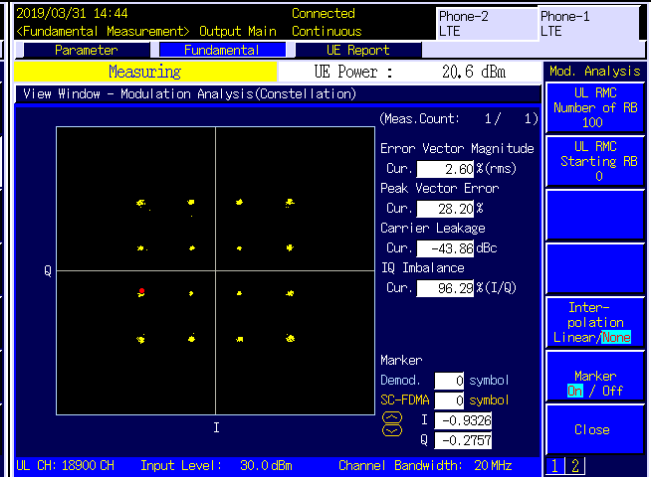 2019/03/31 14:44 Connected Phone-2 Phone-1
<Fundamental Measurement> Output Main Continuous LTE LTE
Parameter Fundamental UE Report
Measuring UE Power : 20.6 dBm Mod. Analysis
View Window - Modulation Analysis(Constellation)
(Meas.Count: 1/ 1)
UL RMC
Number of RB
100
Error Vector Magnitude
Cur. 2.60 %(rms)
UL RMC
Starting RB
0
Peak Vector Error
Cur. 28.20 %
Carrier Leakage
Cur. -43.86 dBc
IQ Imbalance
Cur. 96.29 %(I/Q)
Q
Inter-
polation
Linear/None
Marker
Demod. 0 symbol
SC-FDMA 0 symbol
I -0.9326
Q -0.2757
Marker
On / Off
Close
I
UL CH: 18900 CH Input Level: 30.0 dBm Channel Bandwidth: 20 MHz
1 2